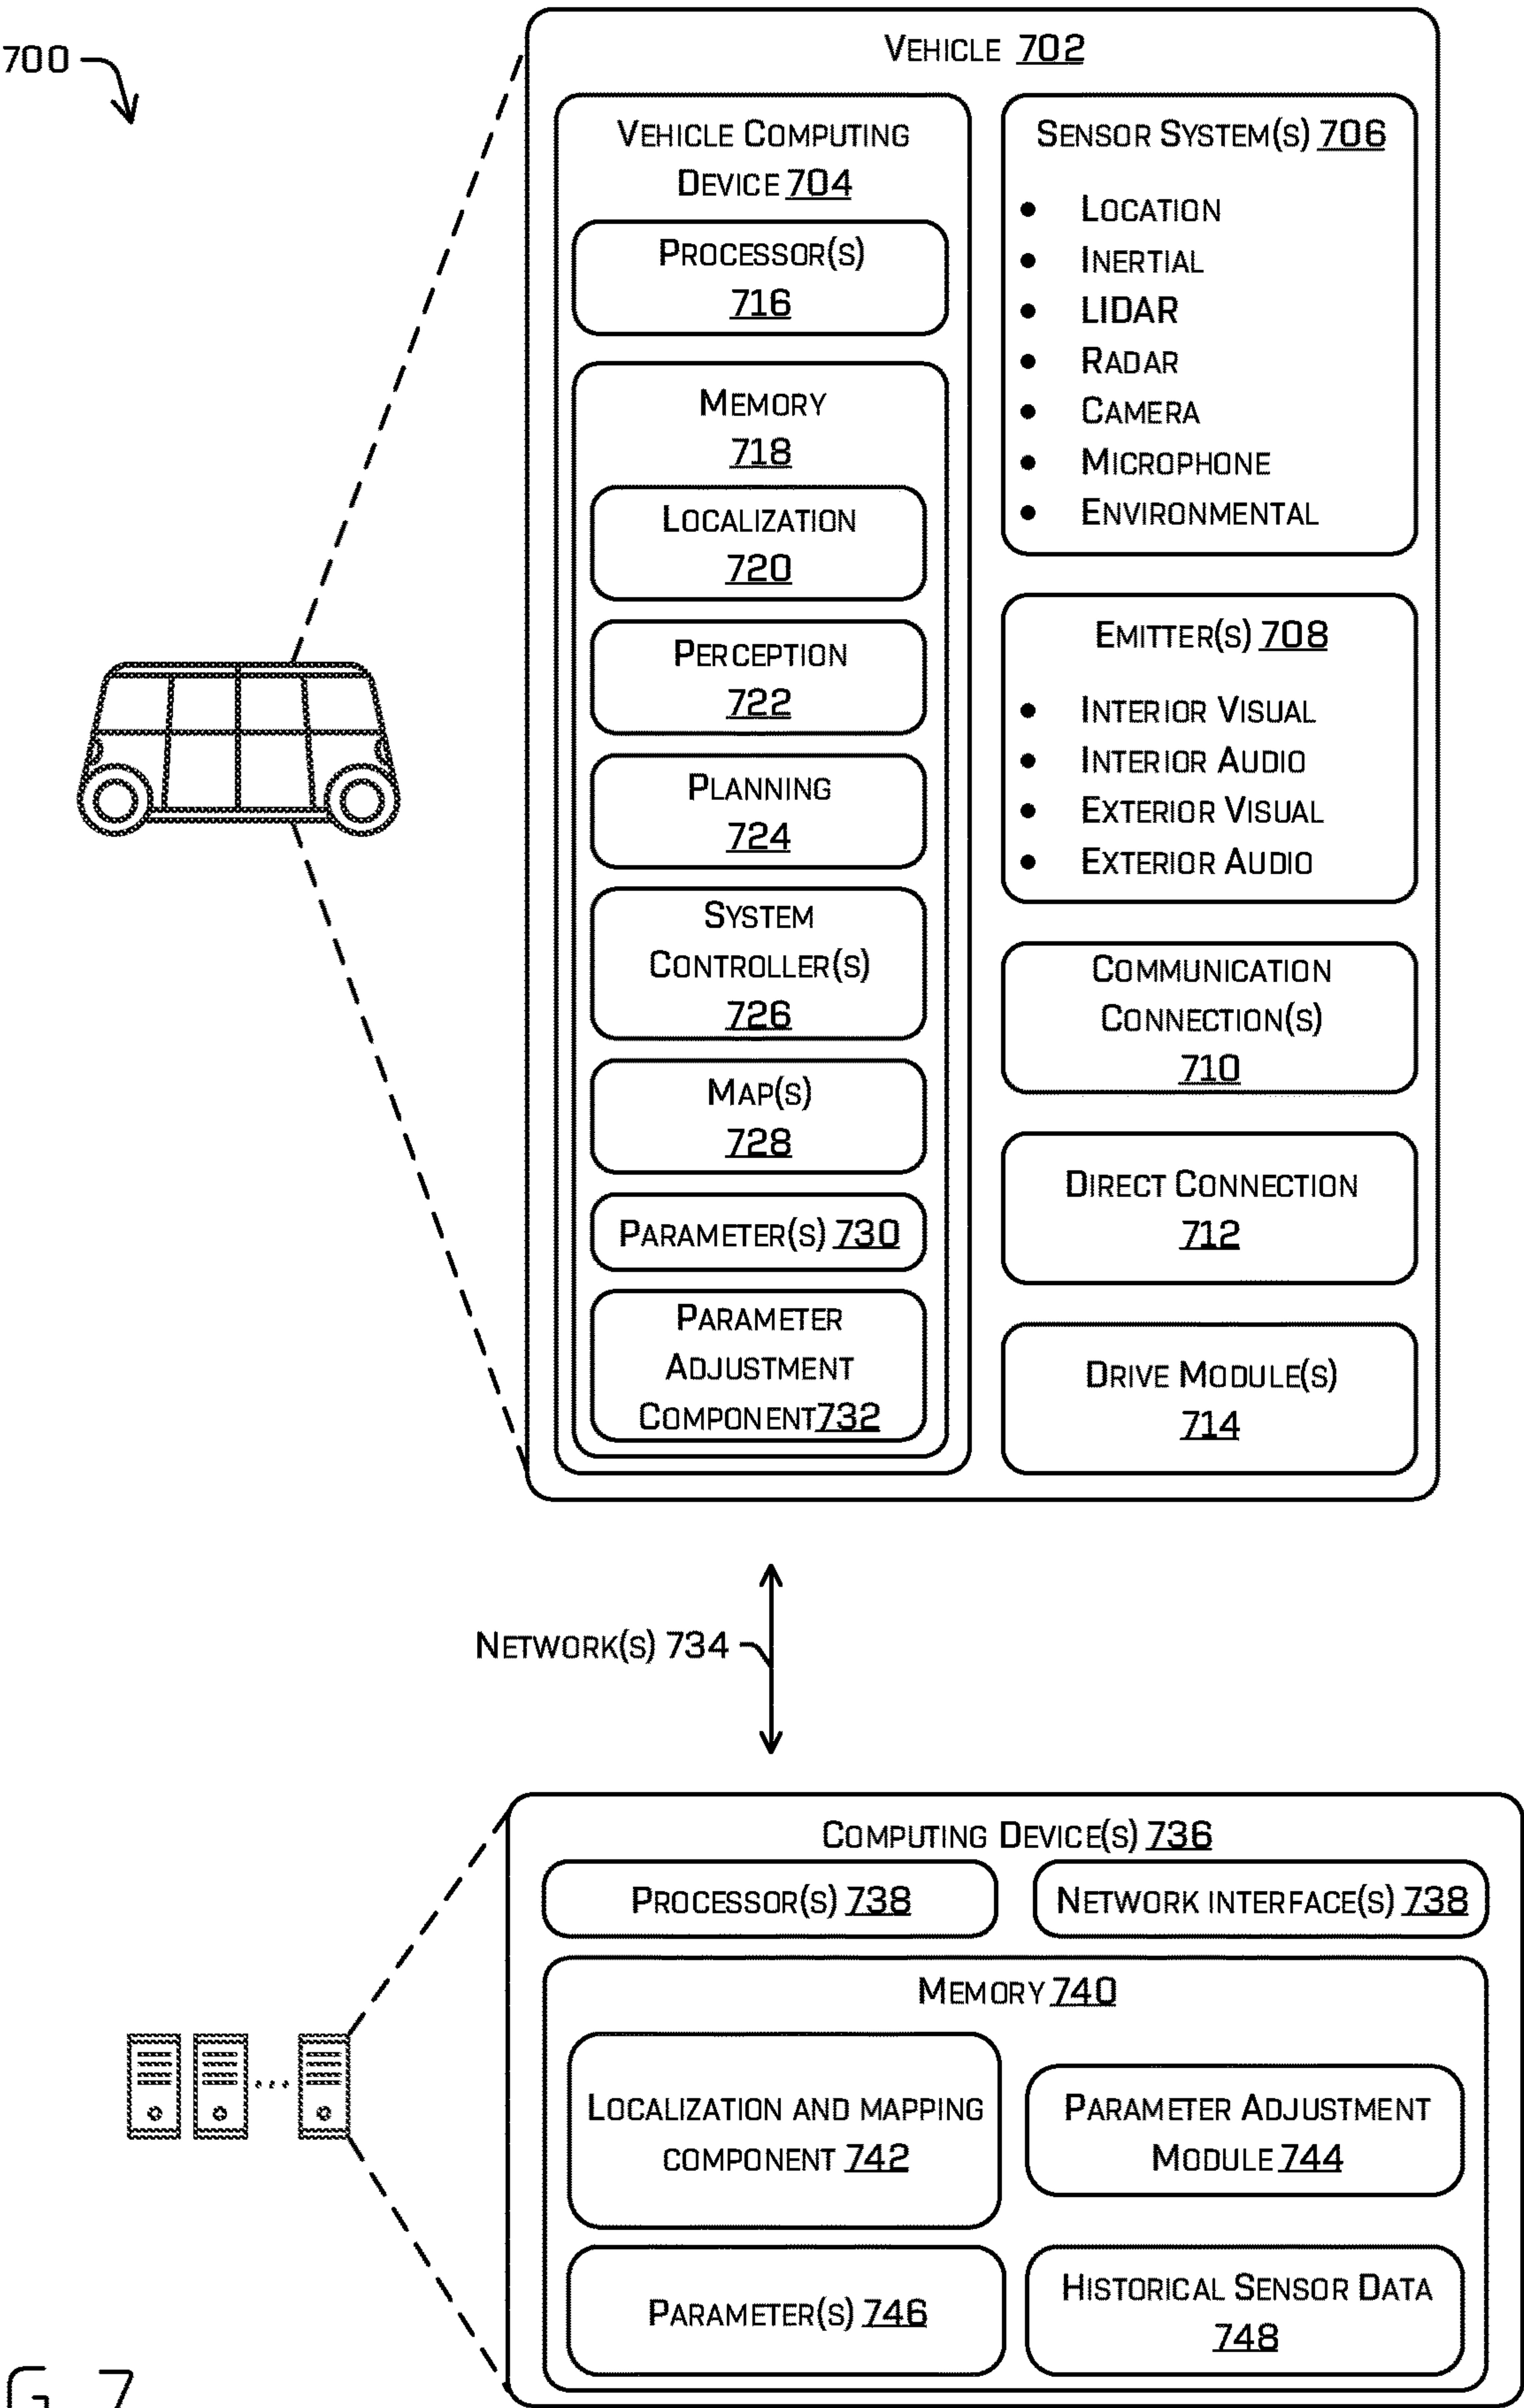 700
VEHICLE 702
VEHICLE COMPUTING
DEVICE 704
PROCESSOR(S)
716
MEMORY
718
LOCALIZATION
720
PERCEPTION
722
PLANNING
724
SYSTEM
CONTROLLER(S)
726
MAP(S)
728
PARAMETER(S) 730
PARAMETER
ADJUSTMENT
COMPONENT732
SENSOR SYSTEM(S) 706
• LOCATION
• INERTIAL
• LIDAR
• RADAR
• CAMERA
• MICROPHONE
• ENVIRONMENTAL
EMITTER(S) 708
• INTERIOR VISUAL
• INTERIOR AUDIO
• EXTERIOR VISUAL
• EXTERIOR AUDIO
COMMUNICATION
CONNECTION(S)
710
DIRECT CONNECTION
712
DRIVE MODULE(S)
714
NETWORK(S) 734
COMPUTING DEVICE(S) 736
PROCESSOR(S) 738
NETWORK INTERFACE(S) 738
MEMORY 740
LOCALIZATION AND MAPPING
COMPONENT 742
PARAMETER ADJUSTMENT
MODULE 744
PARAMETER(S) 746
HISTORICAL SENSOR DATA
748